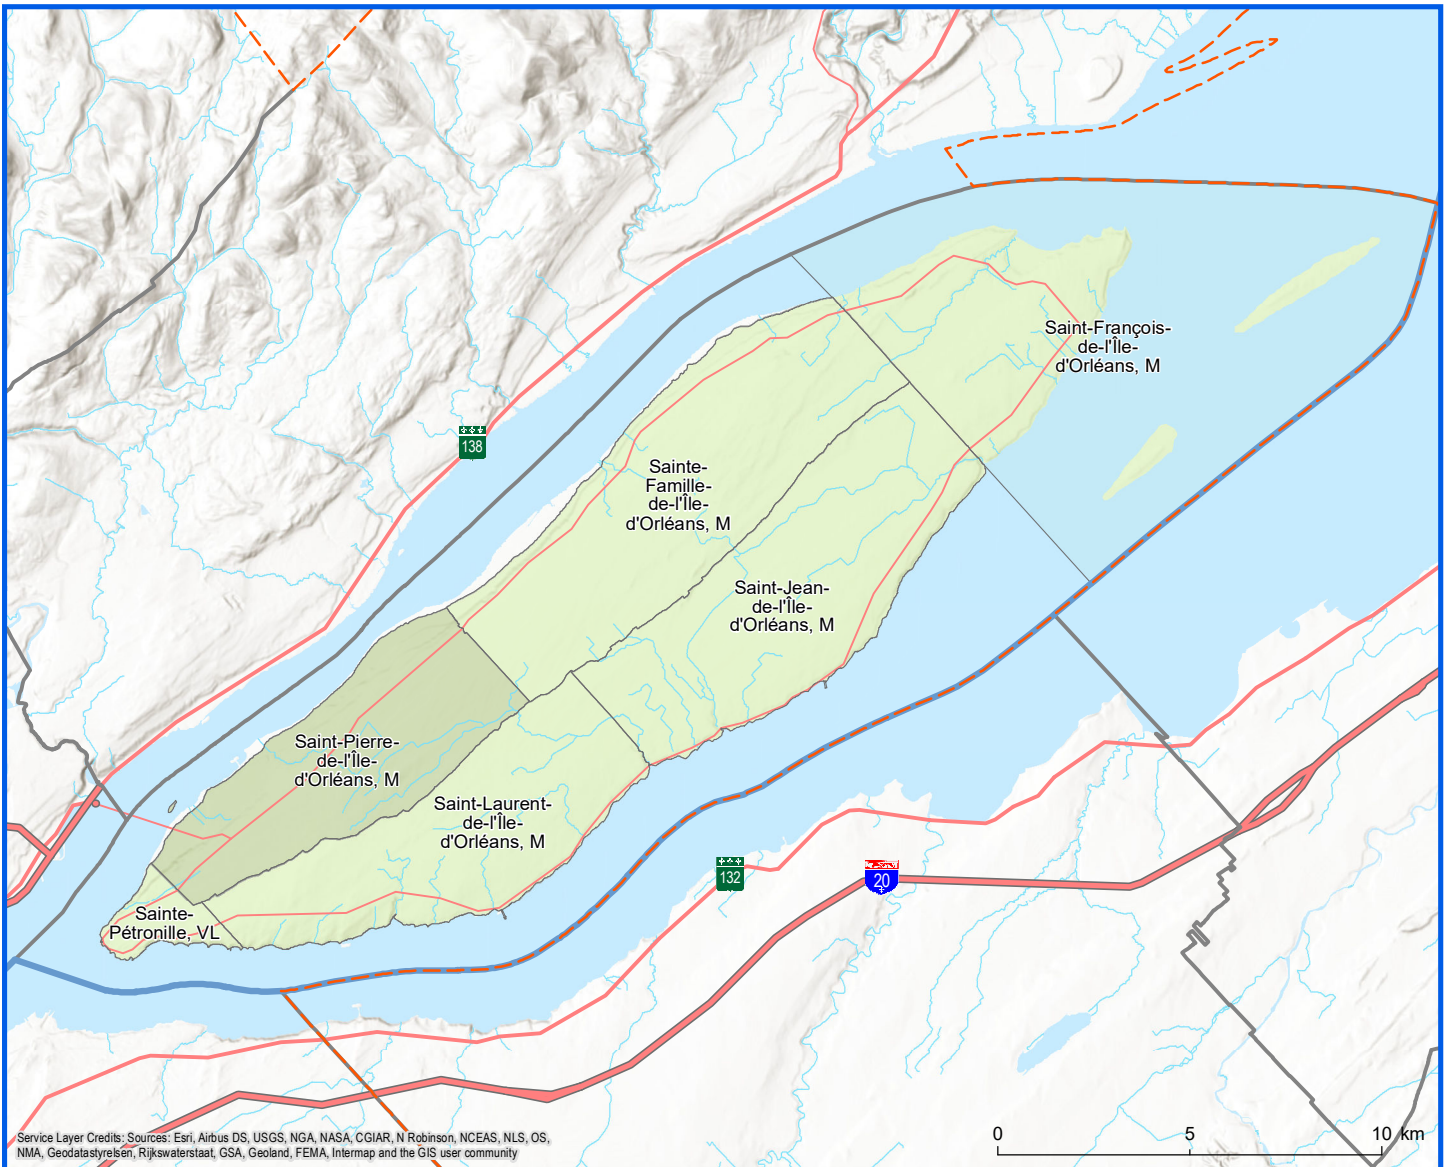 Saint-François-
de-l'Île-
d'Orléans, M
138
Sainte-
Famille-
de-l'Île-
d'Orléans, M
Saint-Jean-
de-l'Île-
d'Orléans, M
Saint-Pierre-
de-l'Île-
d'Orléans, M
Saint-Laurent-
de-l'Île-
d'Orléans, M
132
20
Sainte-
Pétronille, VL
0 5 10 km
Service Layer Credits: Sources: Esri, Airbus DS, USGS, NGA, NASA, CGIAR, N Robinson, NCEAS, NLS, OS,
NMA, Geodatastyrelsen, Rijkswaterstaat, GSA, Geoland, FEMA, Intermap and the GIS user community